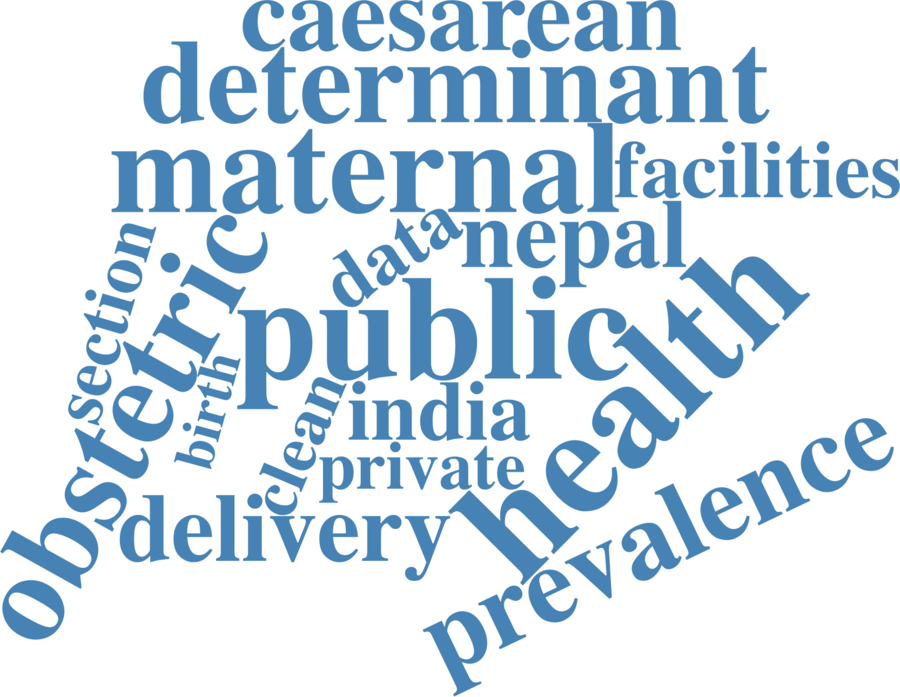 caesarean
determinant
maternal
facilities
data
nepal
section
obstetric
public
health
birth
clean
india
private
delivery
prevalence